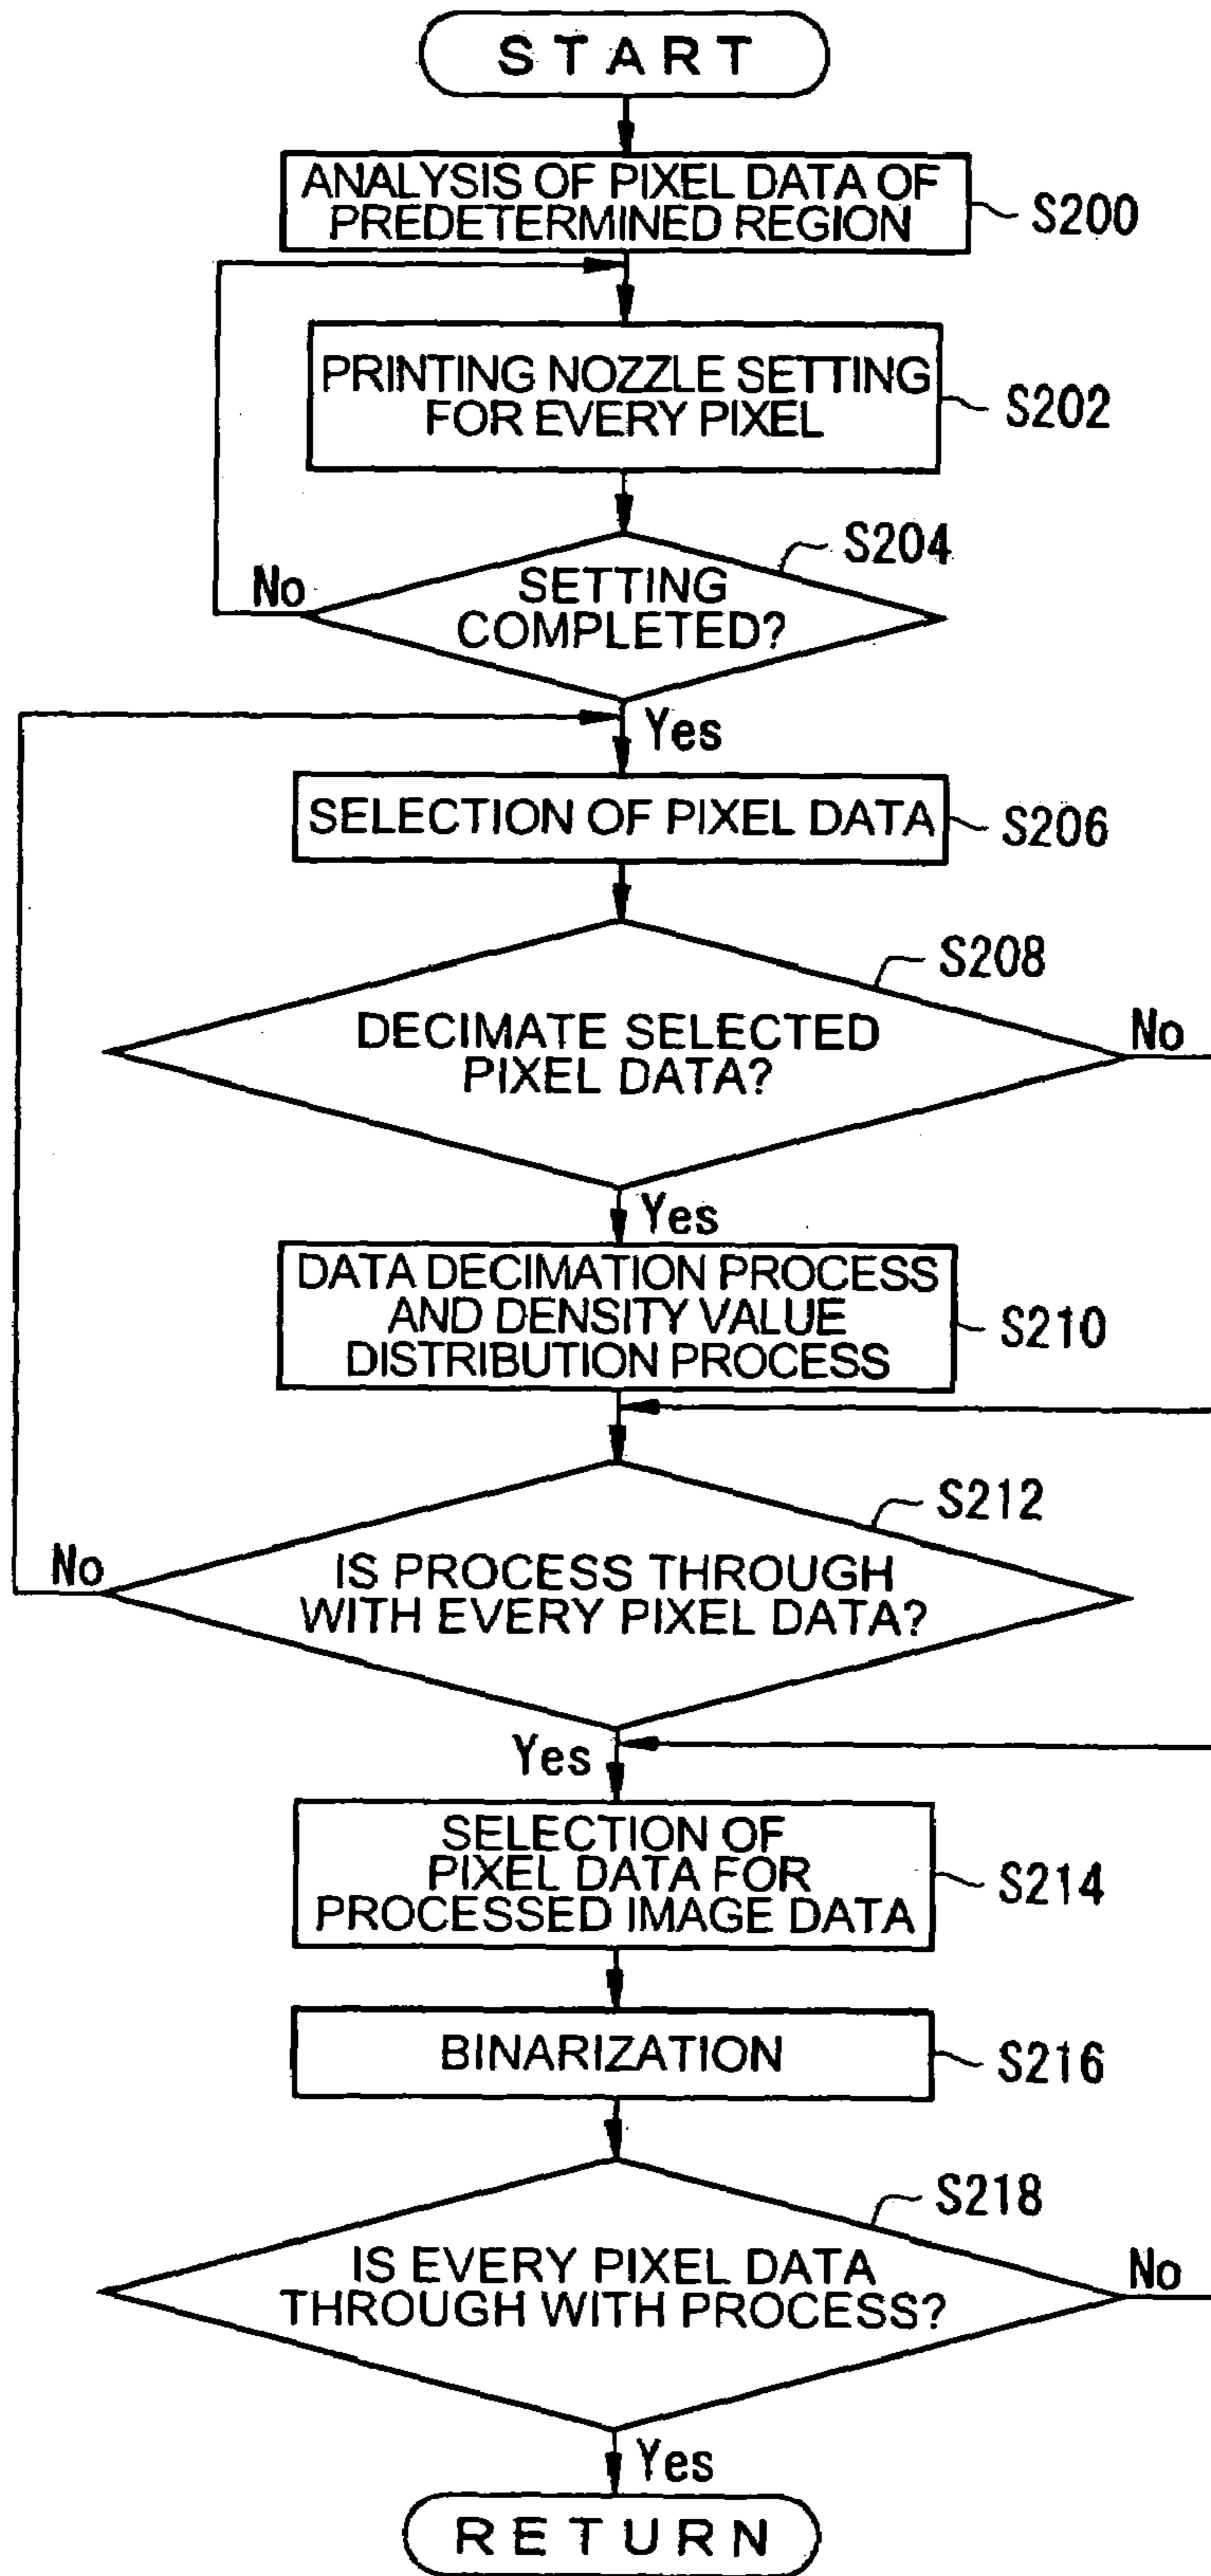 START
ANALYSIS OF PIXEL DATA OF
PREDETERMINED REGION
S200
PRINTING NOZZLE SETTING
FOR EVERY PIXEL
S202
S204
No
SETTING
COMPLETED?
Yes
SELECTION OF PIXEL DATA
S206
S208
DECIMATE SELECTED
PIXEL DATA?
No
Yes
DATA DECIMATION PROCESS
AND DENSITY VALUE
DISTRIBUTION PROCESS
S210
S212
No
IS PROCESS THROUGH
WITH EVERY PIXEL DATA?
Yes
SELECTION OF
PIXEL DATA FOR
PROCESSED IMAGE DATA
S214
BINARIZATION
S216
S218
IS EVERY PIXEL DATA
THROUGH WITH PROCESS?
No
Yes
RETURN